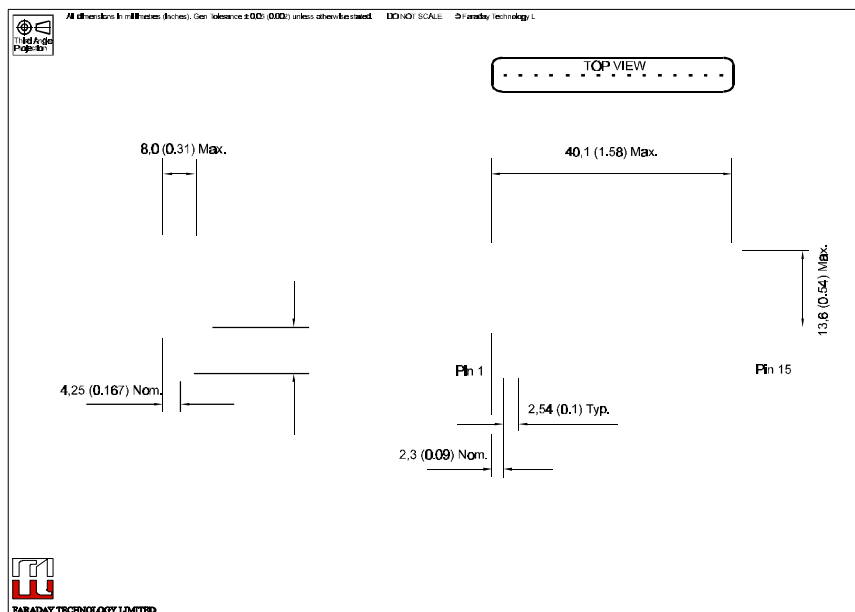 All dimensions in millimetres (Inches). Gen Tolerance ± 0,05 (0.002) unless otherwise stated. DO NOT SCALE © Faraday Technology L
Third Angle
Projection
TOP VIEW
8,0 (0.31) Max.
40,1 (1.58) Max.
13,6 (0.54) Max.
Pin 1
Pin 15
4,25 (0.167) Nom.
2,54 (0.1) Typ.
2,3 (0.09) Nom.
FARADAY TECHNOLOGY LIMITED